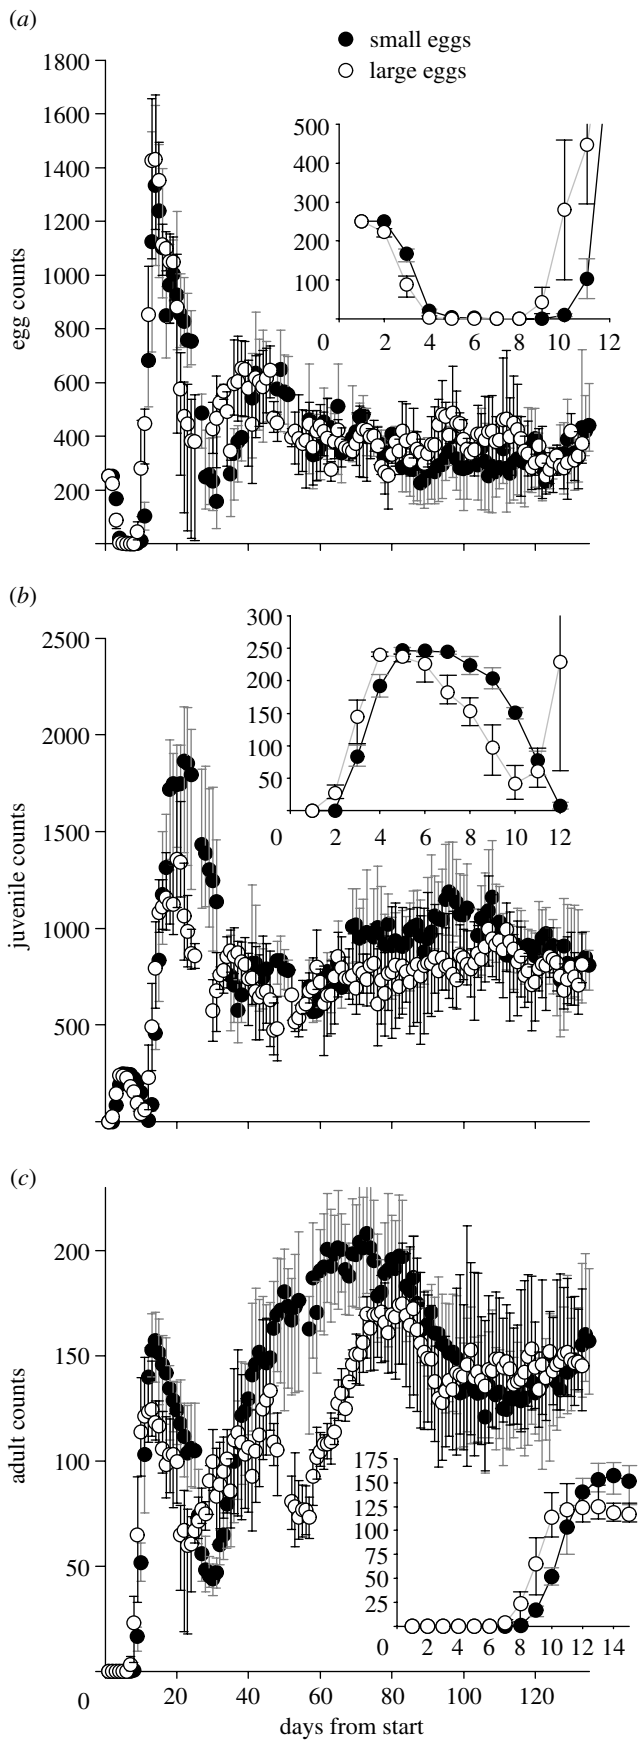 (a)
small eggs
large eggs
1800
1600
1400
1200
1000
800
600
400
200
egg counts
500
400
300
200
100
0 2 4 6 8 10 12
(b)
2500
2000
1500
1000
500
juvenile counts
300
250
200
150
100
50
0 2 4 6 8 10 12
(c)
200
150
100
50
adult counts
175
150
125
100
75
50
25
0 2 4 6 8 10 12 14
0 20 40 60 80 100 120
days from start